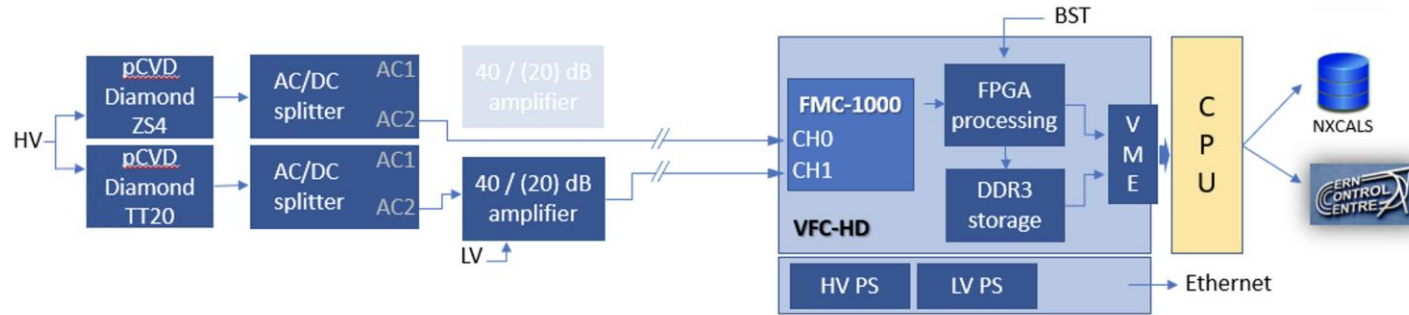 HV
pCVD
Diamond
ZS4
AC/DC
splitter
AC1
AC2
40 / (20) dB
amplifier
pCVD
Diamond
TT20
AC/DC
splitter
AC1
AC2
40 / (20) dB
amplifier
LV
BST
FMC-1000
CH0
CH1
FPGA
processing
DDR3
storage
VFC-HD
V
M
E
HV PS
LV PS
Ethernet
C
P
U
NXCALS
CERN
CONTROL
CENTRE